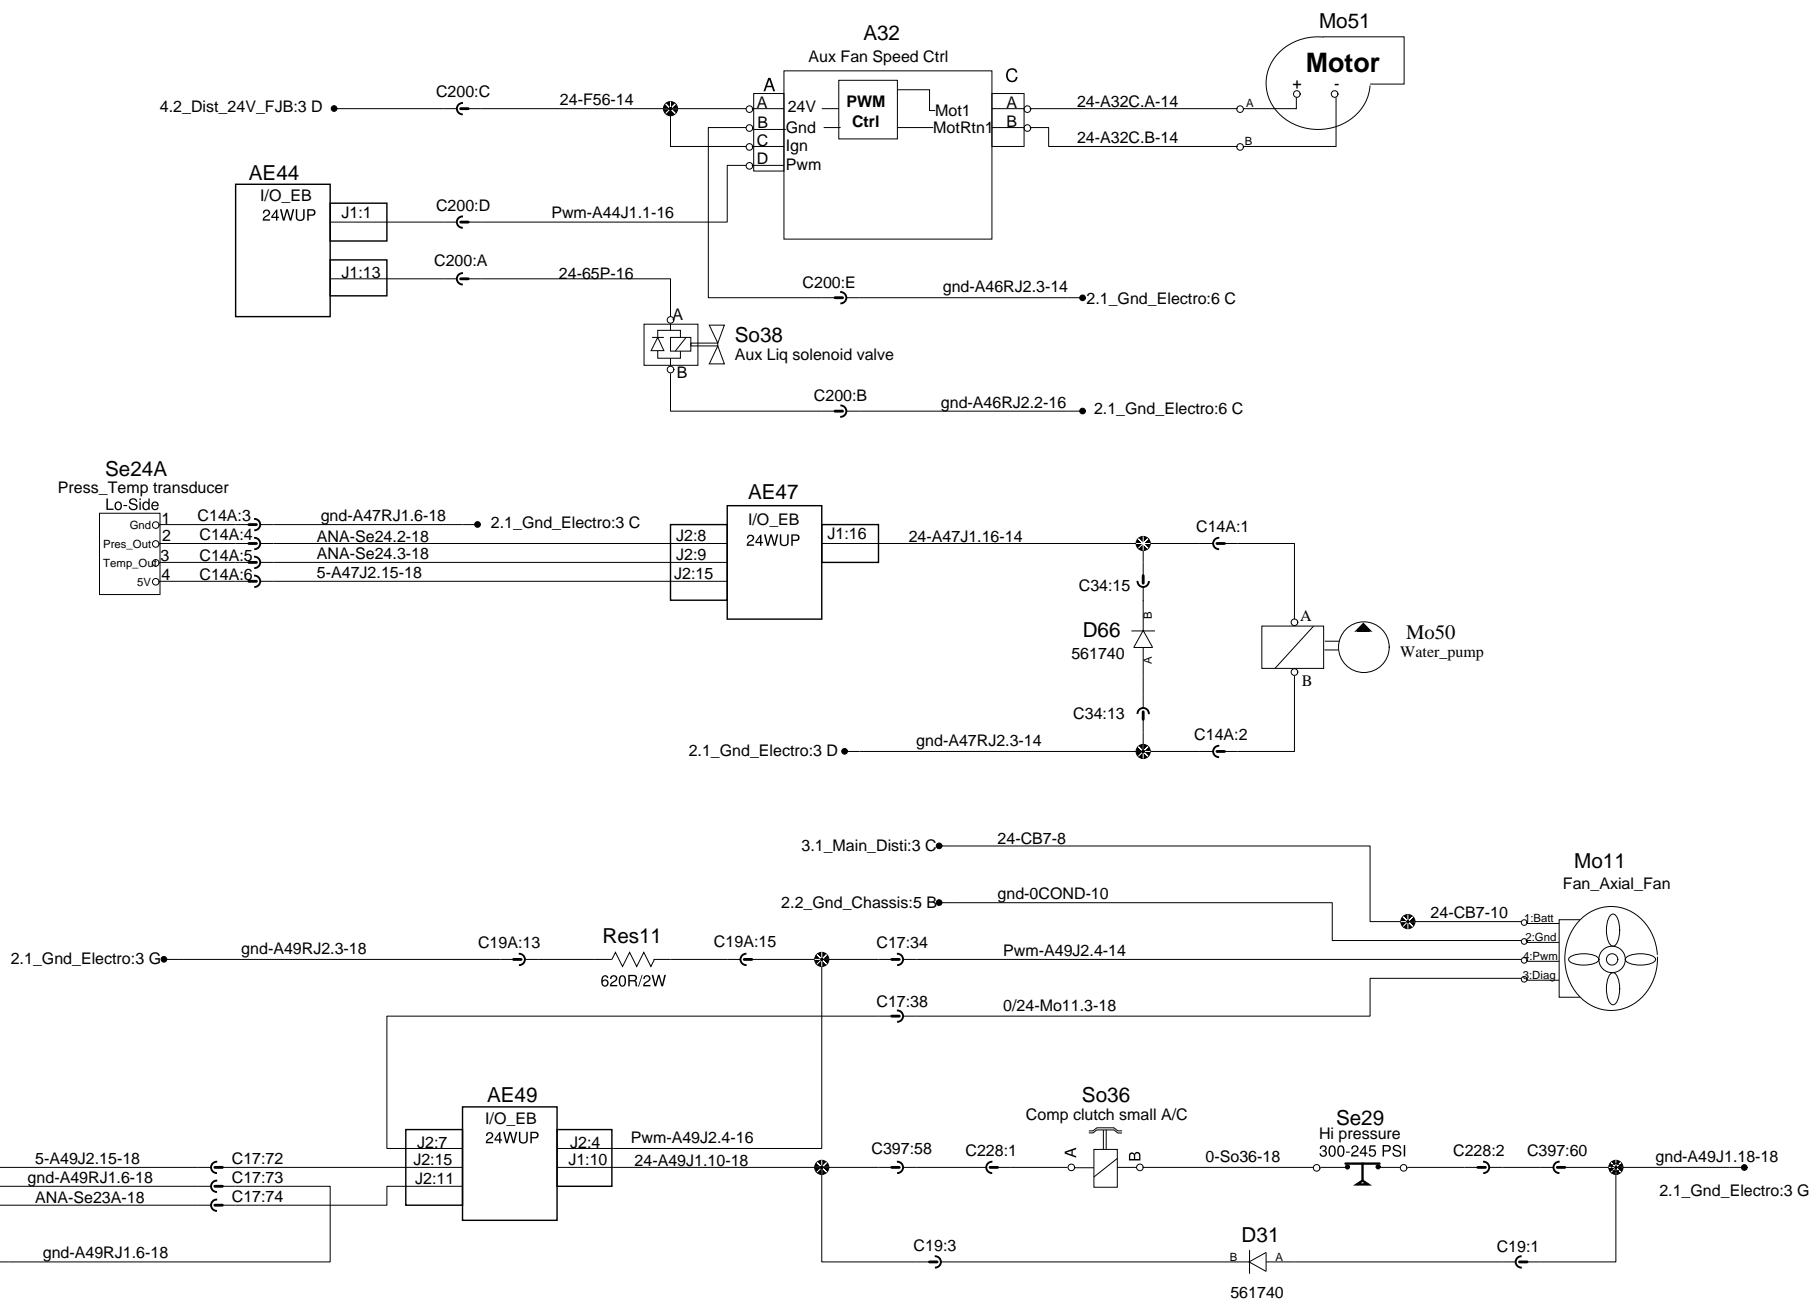 Mo51
Motor
+ -
A32
Aux Fan Speed Ctrl
A
C
4.2_Dist_24V_FJB:3 D
C200:C
24-F56-14
A 24V
B Gnd
C Ign
D Pwm
PWM
Ctrl
Mot1
MotRtn1
A
B
24-A32C.A-14
A
24-A32C.B-14
B
AE44
I/O_EB
24WUP
J1:1
C200:D
Pwm-A44J1.1-16
J1:13
C200:A
24-65P-16
C200:E
gnd-A46RJ2.3-14
2.1_Gnd_Electro:6 C
A
So38
Aux Liq solenoid valve
B
C200:B
gnd-A46RJ2.2-16
2.1_Gnd_Electro:6 C
Se24A
Press_Temp transducer
Lo-Side
Gnd 1 C14A:3 gnd-A47RJ1.6-18 2.1_Gnd_Electro:3 C
Pres_Out 2 C14A:4 ANA-Se24.2-18 J2:8
Temp_Out 3 C14A:5 ANA-Se24.3-18 J2:9
5V 4 C14A:6 5-A47J2.15-18 J2:15
AE47
I/O_EB
24WUP
J1:16
24-A47J1.16-14
C14A:1
C34:15
B
D66
561740
A
A
Mo50
Water_pump
B
C34:13
2.1_Gnd_Electro:3 D
gnd-A47RJ2.3-14
C14A:2
3.1_Main_Disti:3 C
24-CB7-8
Mo11
Fan_Axial_Fan
2.2_Gnd_Chassis:5 B
gnd-0COND-10
24-CB7-10
1:Batt
2:Gnd
4:Pwm
3:Diag
2.1_Gnd_Electro:3 G
gnd-A49RJ2.3-18
C19A:13
Res11
620R/2W
C19A:15
C17:34
Pwm-A49J2.4-14
C17:38
0/24-Mo11.3-18
AE49
I/O_EB
24WUP
J2:7
J2:15
J2:11
J2:4
J1:10
Pwm-A49J2.4-16
24-A49J1.10-18
5-A49J2.15-18 C17:72
gnd-A49RJ1.6-18 C17:73
ANA-Se23A-18 C17:74
gnd-A49RJ1.6-18
C397:58
C228:1
So36
Comp clutch small A/C
A
B
0-So36-18
Se29
Hi pressure
300-245 PSI
C228:2
C397:60
gnd-A49J1.18-18
2.1_Gnd_Electro:3 G
C19:3
D31
B A
561740
C19:1